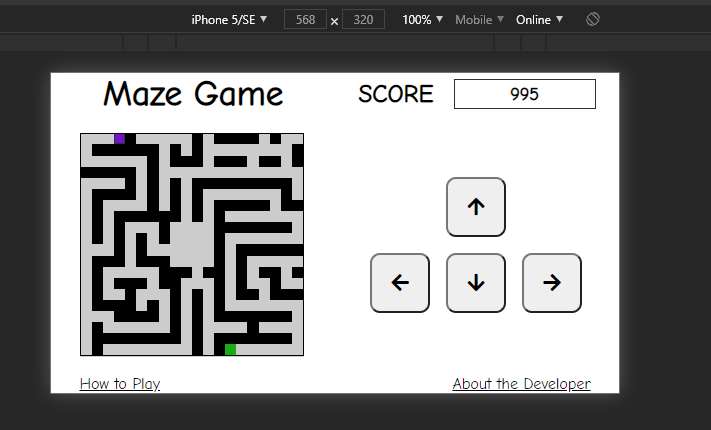 iPhone 5/SE ▼ 568 × 320 100% ▼ Mobile ▼ Online ▼
Maze Game SCORE 995
↑
← ↓ →
How to Play About the Developer